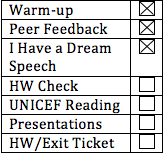 Warm-up ☒
Peer Feedback ☒
I Have a Dream ☒
Speech
HW Check ☐
UNICEF Reading ☐
Presentations ☐
HW/Exit Ticket ☐